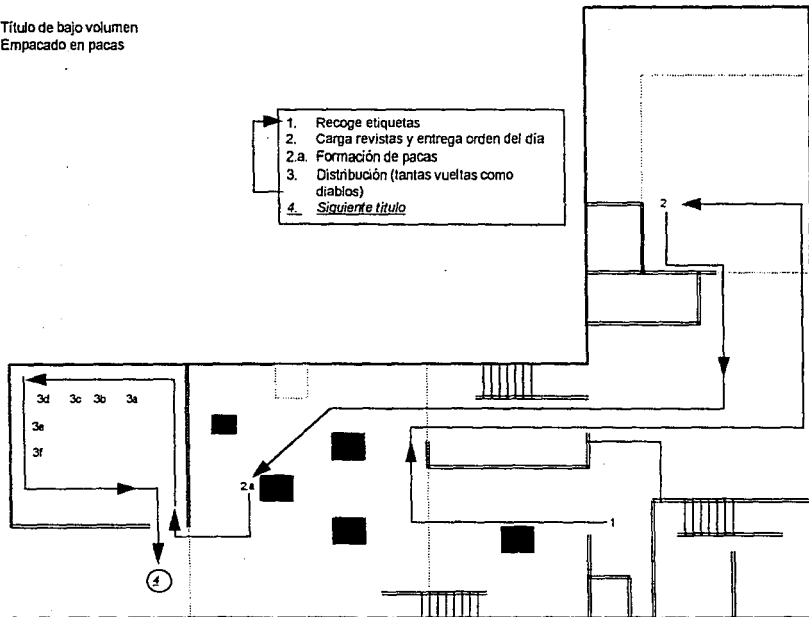 Título de bajo volumen
Empacado en pacas
1. Recoge etiquetas
2. Carga revistas y entrega orden del día
2.a. Formación de pacas
3. Distribución (tantas vueltas como
diablos)
4. Siguiente título
2
3d 3c 3b 3a
3e
3f
2.a
1
4